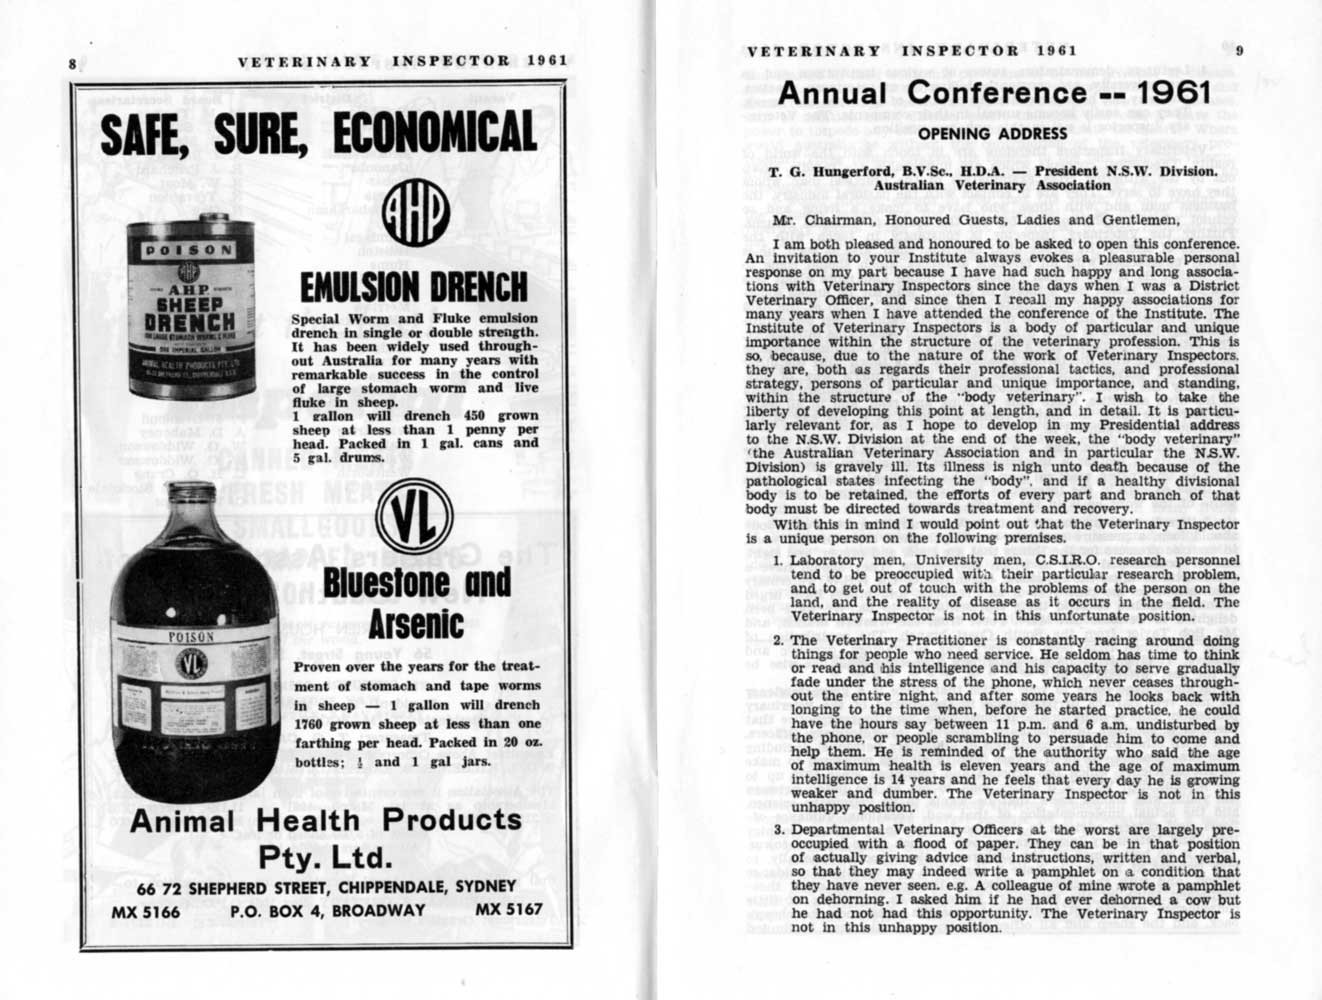 8
VETERINARY INSPECTOR 1961
SAFE, SURE, ECONOMICAL
AHP
POISON
AHP
SHEEP
DRENCH
ONE IMPERIAL GALLON
EMULSION DRENCH
Special Worm and Fluke emulsion
drench in single or double strength.
It has been widely used through-
out Australia for many years with
remarkable success in the control
of large stomach worm and live
fluke in sheep.
1 gallon will drench 450 grown
sheep at less than 1 penny per
head. Packed in 1 gal. cans and
5 gal. drums.
VL
POISON
VL
Bluestone and
Arsenic
Proven over the years for the treat-
ment of stomach and tape worms
in sheep — 1 gallon will drench
1760 grown sheep at less than one
farthing per head. Packed in 20 oz.
bottles; ½ and 1 gal jars.
Animal Health Products
Pty. Ltd.
66 72 SHEPHERD STREET, CHIPPENDALE, SYDNEY
MX 5166 P.O. BOX 4, BROADWAY MX 5167
VETERINARY INSPECTOR 1961
9
Annual Conference -- 1961
OPENING ADDRESS
T. G. Hungerford, B.V.Sc., H.D.A. — President N.S.W. Division.
Australian Veterinary Association
Mr. Chairman, Honoured Guests, Ladies and Gentlemen,
I am both pleased and honoured to be asked to open this conference.
An invitation to your Institute always evokes a pleasurable personal
response on my part because I have had such happy and long associa-
tions with Veterinary Inspectors since the days when I was a District
Veterinary Officer, and since then I recall my happy associations for
many years when I have attended the conference of the Institute. The
Institute of Veterinary Inspectors is a body of particular and unique
importance within the structure of the veterinary profession. This is
so, because, due to the nature of the work of Veterinary Inspectors,
they are, both as regards their professional tactics, and professional
strategy, persons of particular and unique importance, and standing,
within the structure of the "body veterinary". I wish to take the
liberty of developing this point at length, and in detail. It is particu-
larly relevant for, as I hope to develop in my Presidential address
to the N.S.W. Division at the end of the week, the "body veterinary"
(the Australian Veterinary Association and in particular the N.S.W.
Division) is gravely ill. Its illness is nigh unto death because of the
pathological states infecting the "body", and if a healthy divisional
body is to be retained, the efforts of every part and branch of that
body must be directed towards treatment and recovery.
With this in mind I would point out that the Veterinary Inspector
is a unique person on the following premises.
1. Laboratory men, University men, C.S.I.R.O. research personnel
tend to be preoccupied with their particular research problem,
and to get out of touch with the problems of the person on the
land, and the reality of disease as it occurs in the field. The
Veterinary Inspector is not in this unfortunate position.
2. The Veterinary Practitioner is constantly racing around doing
things for people who need service. He seldom has time to think
or read and his intelligence and his capacity to serve gradually
fade under the stress of the phone, which never ceases through-
out the entire night, and after some years he looks back with
longing to the time when, before he started practice, he could
have the hours say between 11 p.m. and 6 a.m. undisturbed by
the phone, or people scrambling to persuade him to come and
help them. He is reminded of the authority who said the age
of maximum health is eleven years and the age of maximum
intelligence is 14 years and he feels that every day he is growing
weaker and dumber. The Veterinary Inspector is not in this
unhappy position.
3. Departmental Veterinary Officers at the worst are largely pre-
occupied with a flood of paper. They can be in that position
of actually giving advice and instructions, written and verbal,
so that they may indeed write a pamphlet on a condition that
they have never seen. e.g. A colleague of mine wrote a pamphlet
on dehorning. I asked him if he had ever dehorned a cow but
he had not had this opportunity. The Veterinary Inspector is
not in this unhappy position.